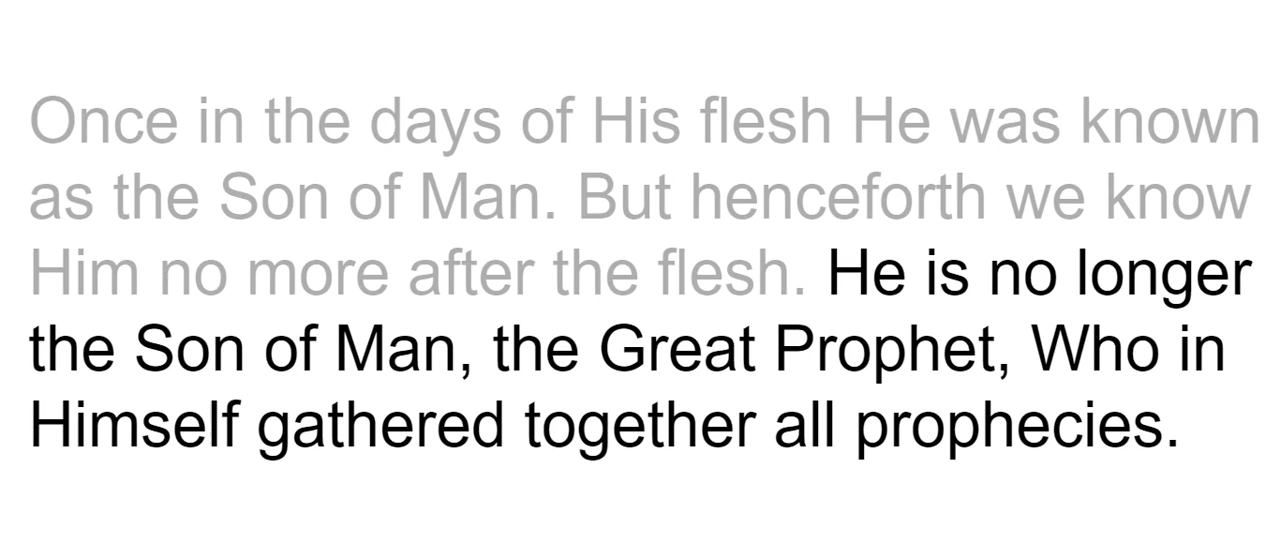 Once in the days of His flesh He was known
as the Son of Man. But henceforth we know
Him no more after the flesh. He is no longer
the Son of Man, the Great Prophet, Who in
Himself gathered together all prophecies.